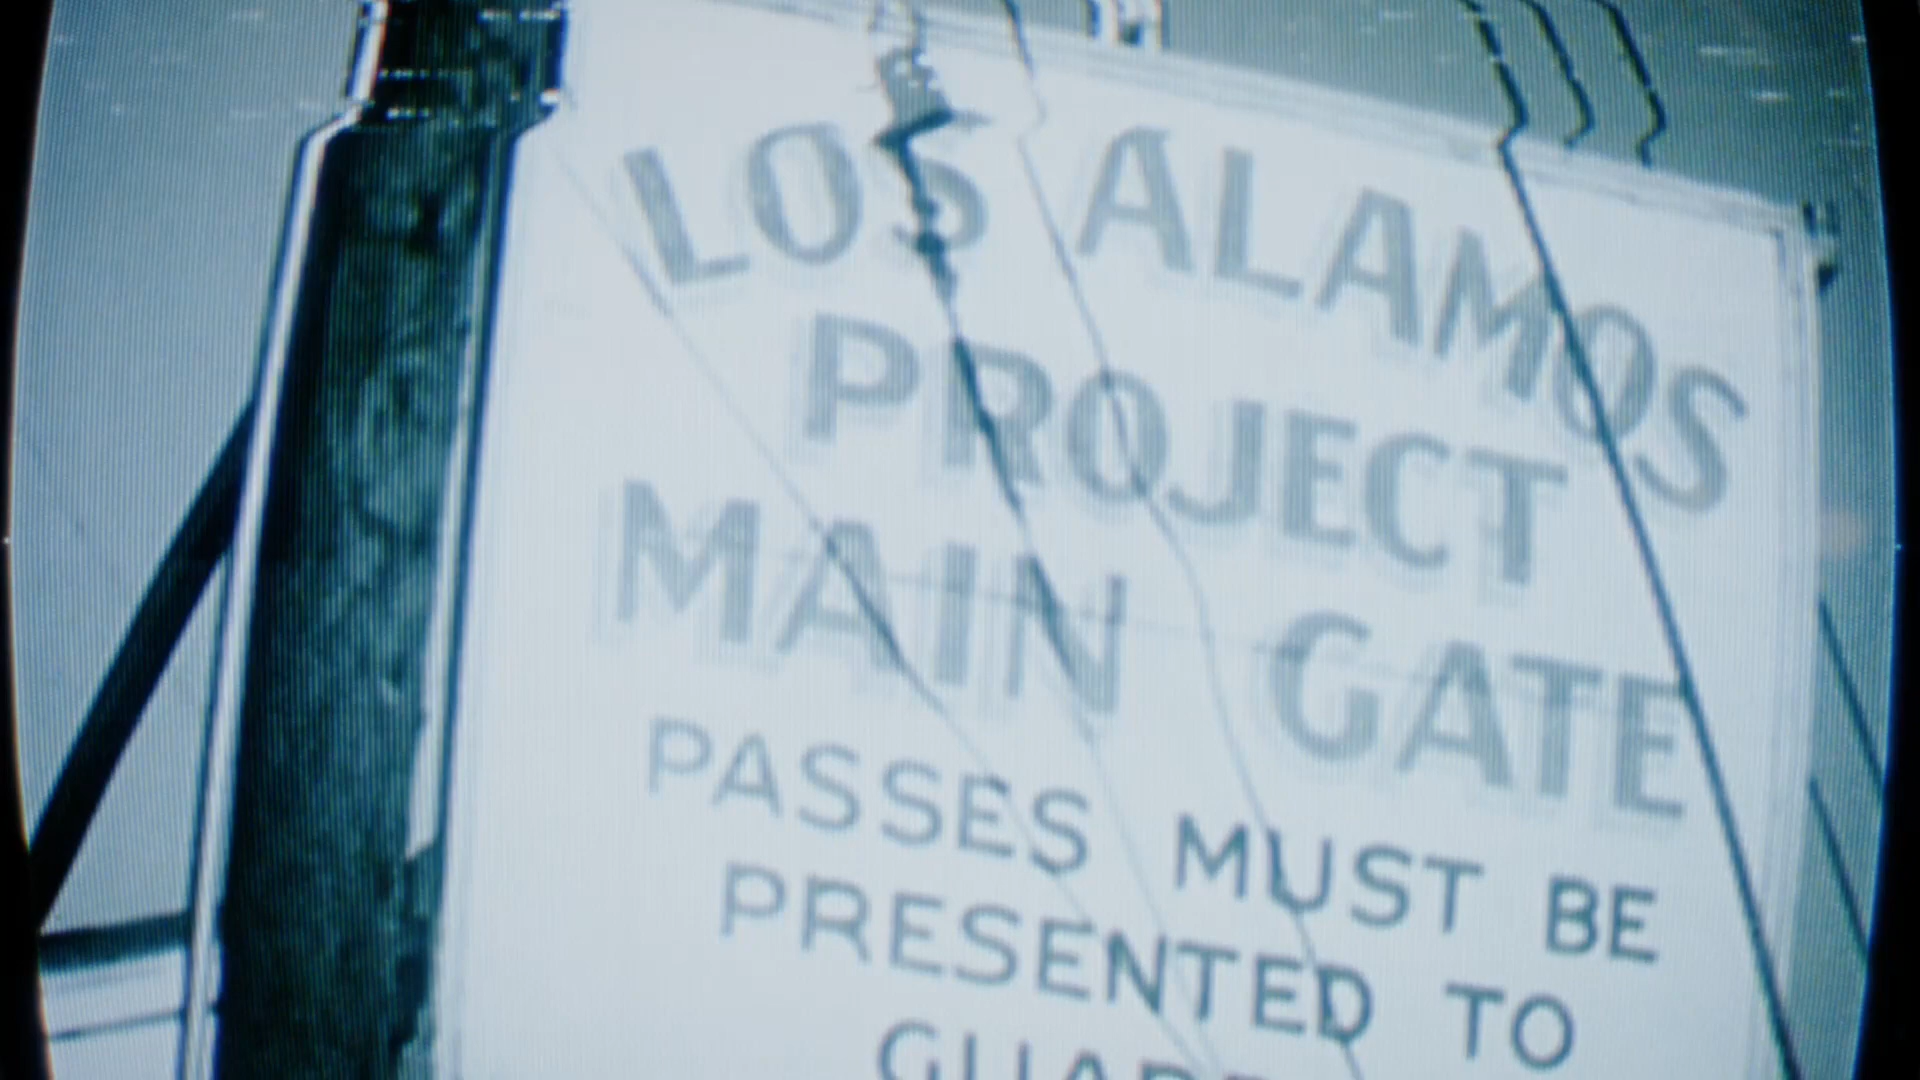 LOS ALAMOS
PROJECT
MAIN GATE
PASSES MUST BE
PRESENTED TO